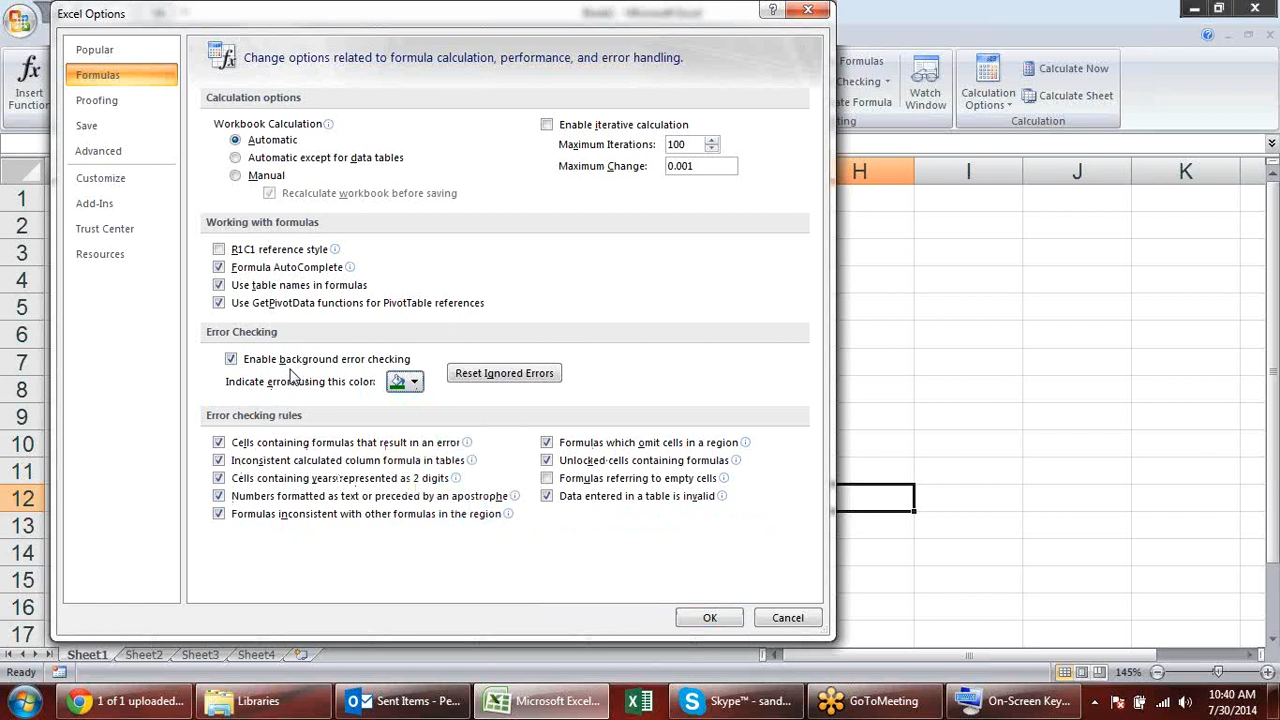 Excel Options
Popular
Formulas
Proofing
Save
Advanced
Customize
Add-Ins
Trust Center
Resources
Change options related to formula calculation, performance, and error handling.
Calculation options
Workbook Calculation
Automatic
Automatic except for data tables
Manual
Recalculate workbook before saving
Enable iterative calculation
Maximum Iterations: 100
Maximum Change: 0.001
Working with formulas
R1C1 reference style
Formula AutoComplete
Use table names in formulas
Use GetPivotData functions for PivotTable references
Error Checking
Enable background error checking
Indicate errors using this color:
Reset Ignored Errors
Error checking rules
Cells containing formulas that result in an error
Inconsistent calculated column formula in tables
Cells containing years represented as 2 digits
Numbers formatted as text or preceded by an apostrophe
Formulas inconsistent with other formulas in the region
Formulas which omit cells in a region
Unlocked cells containing formulas
Formulas referring to empty cells
Data entered in a table is invalid
OK
Cancel
Insert
Function
Formulas
Checking
te Formula
ting
Watch
Window
Calculation
Options
Calculate Now
Calculate Sheet
Calculation
H I J K
1
2
3
4
5
6
7
8
9
10
11
12
13
14
15
16
17
Sheet1 Sheet2 Sheet3 Sheet4
Ready
145%
1 of 1 uploaded...
Libraries
Sent Items - Pe...
Microsoft Exce...
Skype™ - sand...
GoToMeeting
On-Screen Key...
10:40 AM
7/30/2014